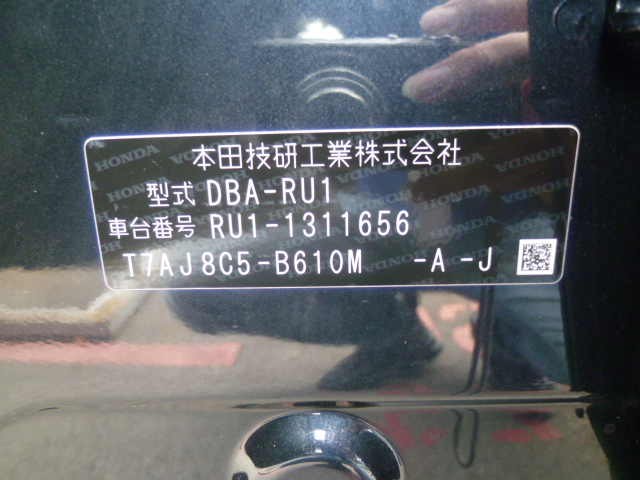 本田技研工業株式会社
型式 DBA-RU1
車台番号 RU1-1311656
T7AJ8C5-B610M -A-J